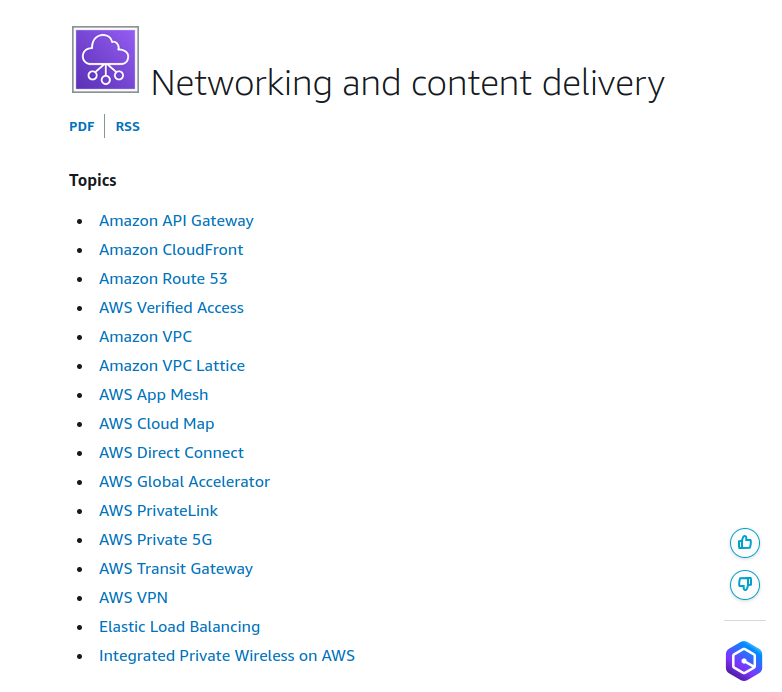 Networking and content delivery
PDF | RSS
Topics
Amazon API Gateway
Amazon CloudFront
Amazon Route 53
AWS Verified Access
Amazon VPC
Amazon VPC Lattice
AWS App Mesh
AWS Cloud Map
AWS Direct Connect
AWS Global Accelerator
AWS PrivateLink
AWS Private 5G
AWS Transit Gateway
AWS VPN
Elastic Load Balancing
Integrated Private Wireless on AWS